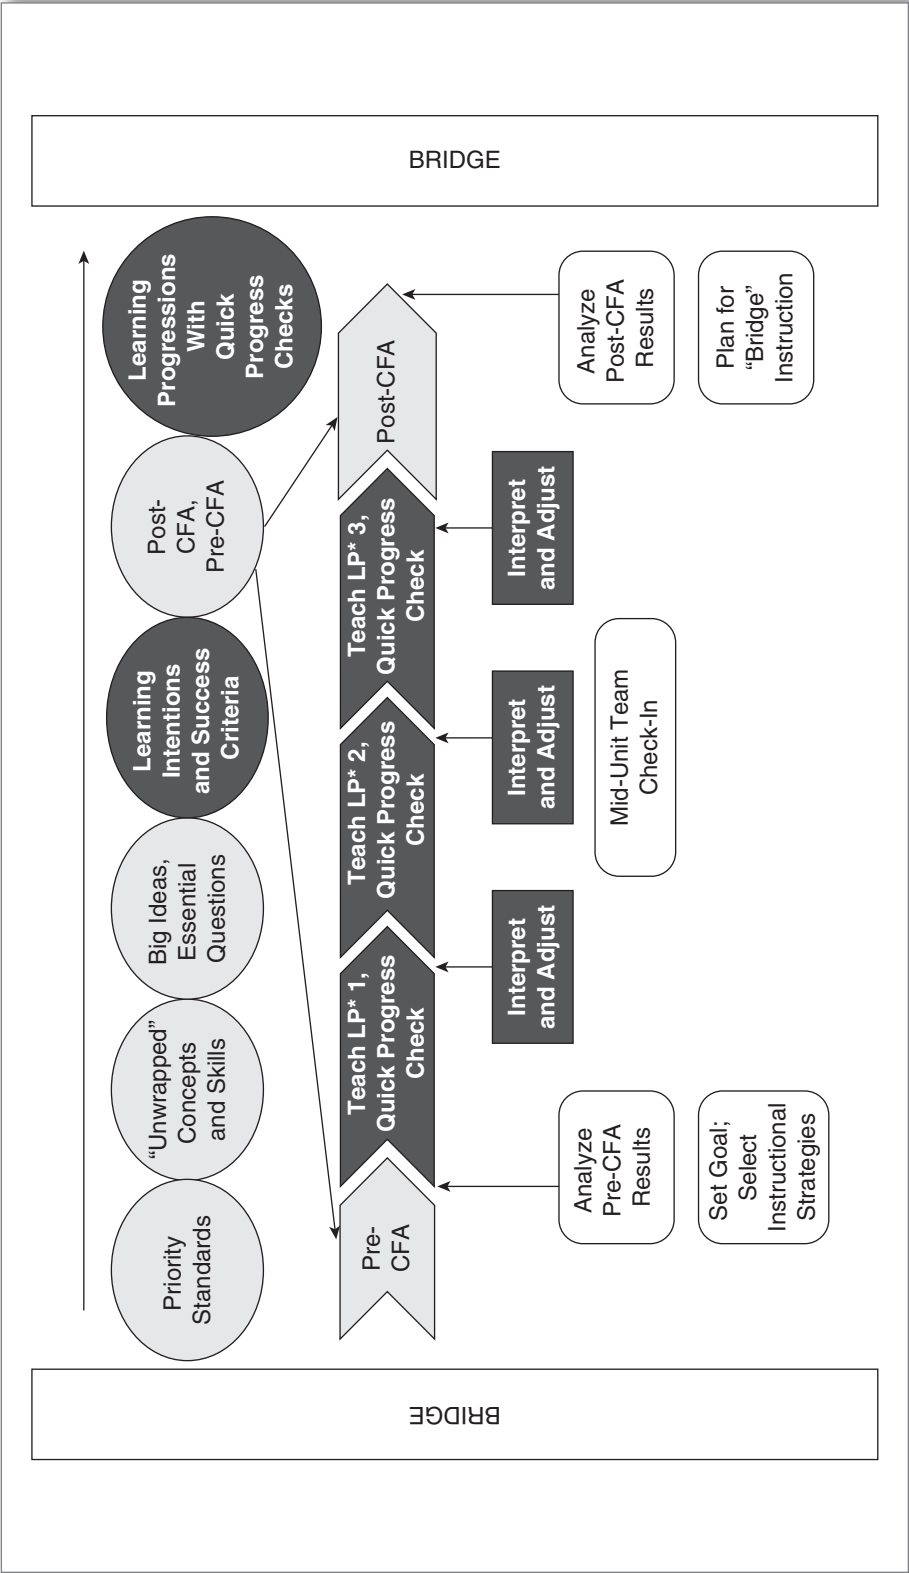 BRIDGE
Priority
Standards
“Unwrapped”
Concepts
and Skills
Big Ideas,
Essential
Questions
Learning
Intentions
and Success
Criteria
Post-
CFA,
Pre-CFA
Learning
Progressions
With
Quick
Progress
Checks
Pre-
CFA
Teach LP* 1,
Quick Progress
Check
Teach LP* 2,
Quick Progress
Check
Teach LP* 3,
Quick Progress
Check
Post-CFA
Interpret
and Adjust
Interpret
and Adjust
Interpret
and Adjust
Analyze
Pre-CFA
Results
Mid-Unit Team
Check-In
Analyze
Post-CFA
Results
Set Goal;
Select
Instructional
Strategies
Plan for
“Bridge”
Instruction
BRIDGE